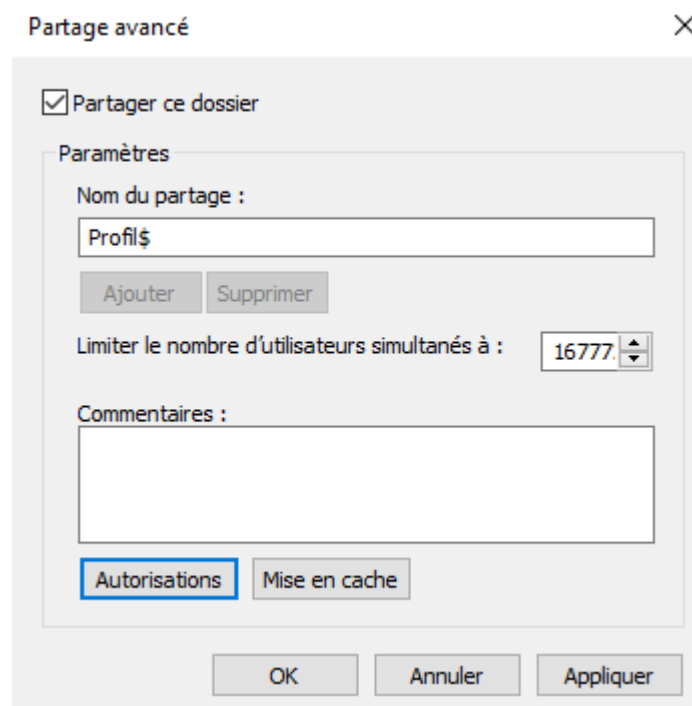 Partage avancé
Partager ce dossier
Paramètres
Nom du partage :
Profil$
Ajouter
Supprimer
Limiter le nombre d'utilisateurs simultanés à :
16777
Commentaires :
Autorisations
Mise en cache
OK
Annuler
Appliquer